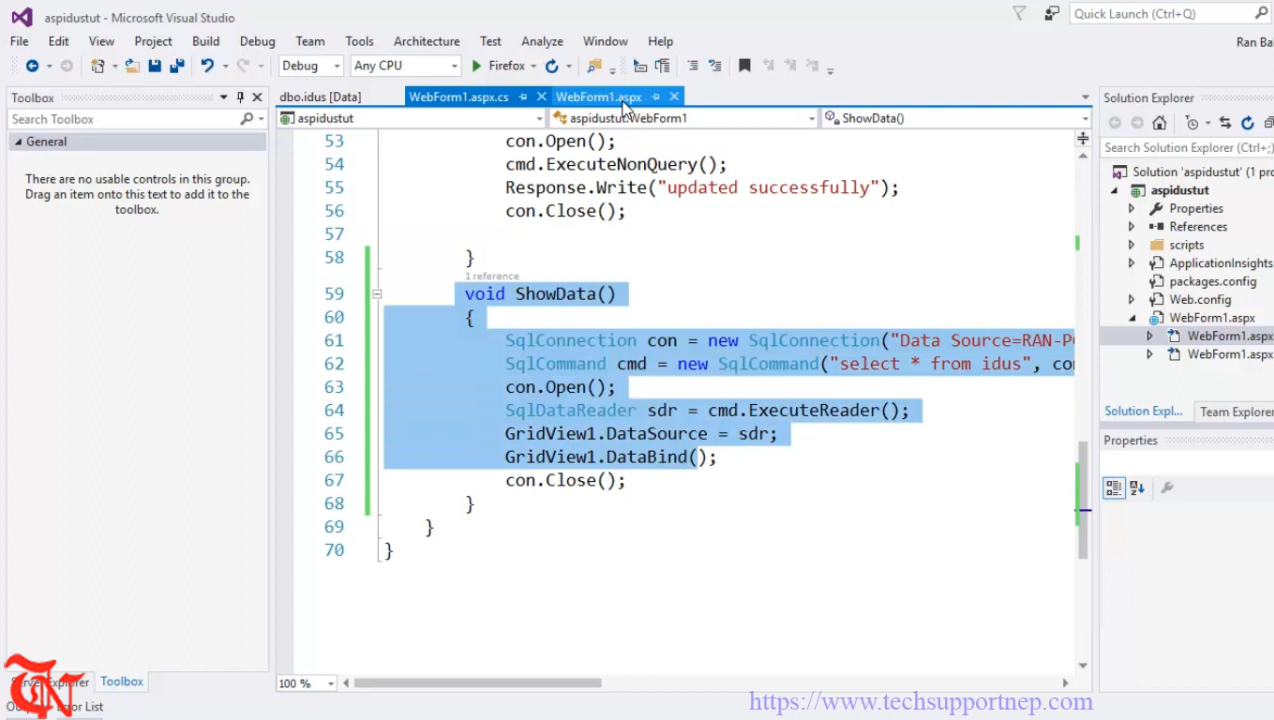 aspidustut - Microsoft Visual Studio
Quick Launch (Ctrl+Q)
File Edit View Project Build Debug Team Tools Architecture Test Analyze Window Help
Ran Ba
Debug Any CPU Firefox
Toolbox
Search Toolbox
General
There are no usable controls in this group.
Drag an item onto this text to add it to the
toolbox.
dbo.idus [Data] WebForm1.aspx.cs WebForm1.aspx
aspidustut aspidustut.WebForm1 ShowData()
53 con.Open();
54 cmd.ExecuteNonQuery();
55 Response.Write("updated successfully");
56 con.Close();
57
58 }
1 reference
59 void ShowData()
60 {
61 SqlConnection con = new SqlConnection("Data Source=RAN-P
62 SqlCommand cmd = new SqlCommand("select * from idus", co
63 con.Open();
64 SqlDataReader sdr = cmd.ExecuteReader();
65 GridView1.DataSource = sdr;
66 GridView1.DataBind();
67 con.Close();
68 }
69 }
70 }
100 %
Solution Explorer
Search Solution Explorer (Ctrl+;)
Solution 'aspidustut' (1 pro
aspidustut
Properties
References
scripts
ApplicationInsights
packages.config
Web.config
WebForm1.aspx
WebForm1.aspx
WebForm1.aspx
Solution Expl... Team Explorer
Properties
Explorer Toolbox
Error List
TN
https://www.techsupportnep.com